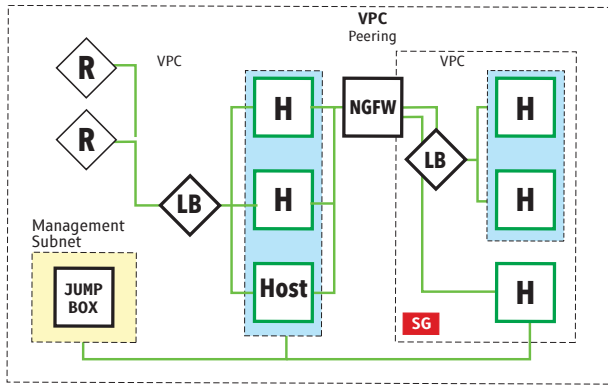 VPC
Peering
R
VPC
VPC
H
NGFW
H
R
LB
LB
H
H
Management
Subnet
JUMP
BOX
Host
H
SG